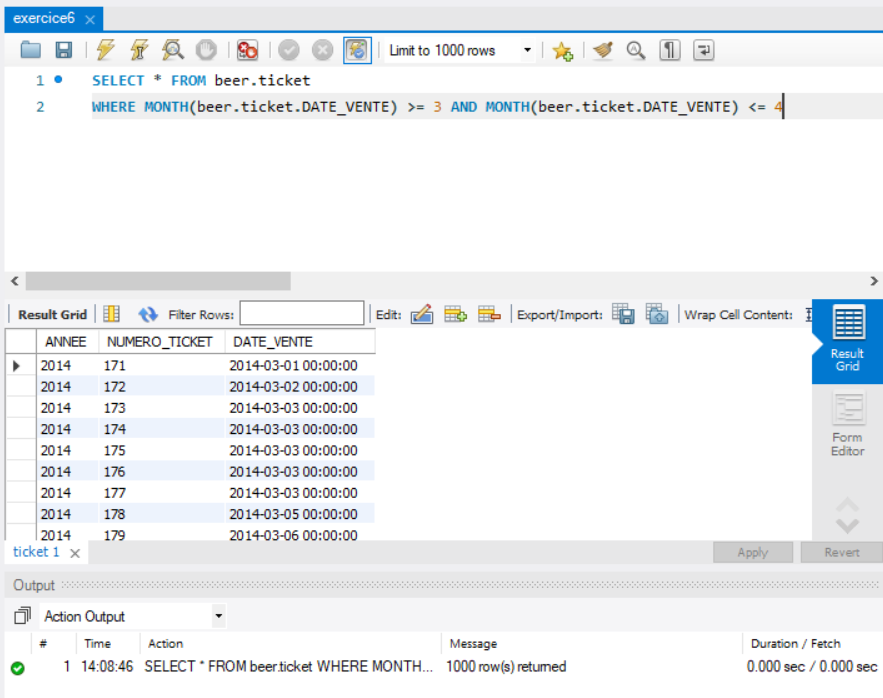 exercice6
Limit to 1000 rows
1 SELECT * FROM beer.ticket
2 WHERE MONTH(beer.ticket.DATE_VENTE) >= 3 AND MONTH(beer.ticket.DATE_VENTE) <= 4
Result Grid Filter Rows: Edit: Export/Import: Wrap Cell Content:
ANNEE NUMERO_TICKET DATE_VENTE
2014 171 2014-03-01 00:00:00
2014 172 2014-03-02 00:00:00
2014 173 2014-03-03 00:00:00
2014 174 2014-03-03 00:00:00
2014 175 2014-03-03 00:00:00
2014 176 2014-03-03 00:00:00
2014 177 2014-03-03 00:00:00
2014 178 2014-03-05 00:00:00
2014 179 2014-03-06 00:00:00
Result
Grid
Form
Editor
ticket 1 Apply Revert
Output
Action Output
# Time Action Message Duration / Fetch
1 14:08:46 SELECT * FROM beer.ticket WHERE MONTH... 1000 row(s) returned 0.000 sec / 0.000 sec